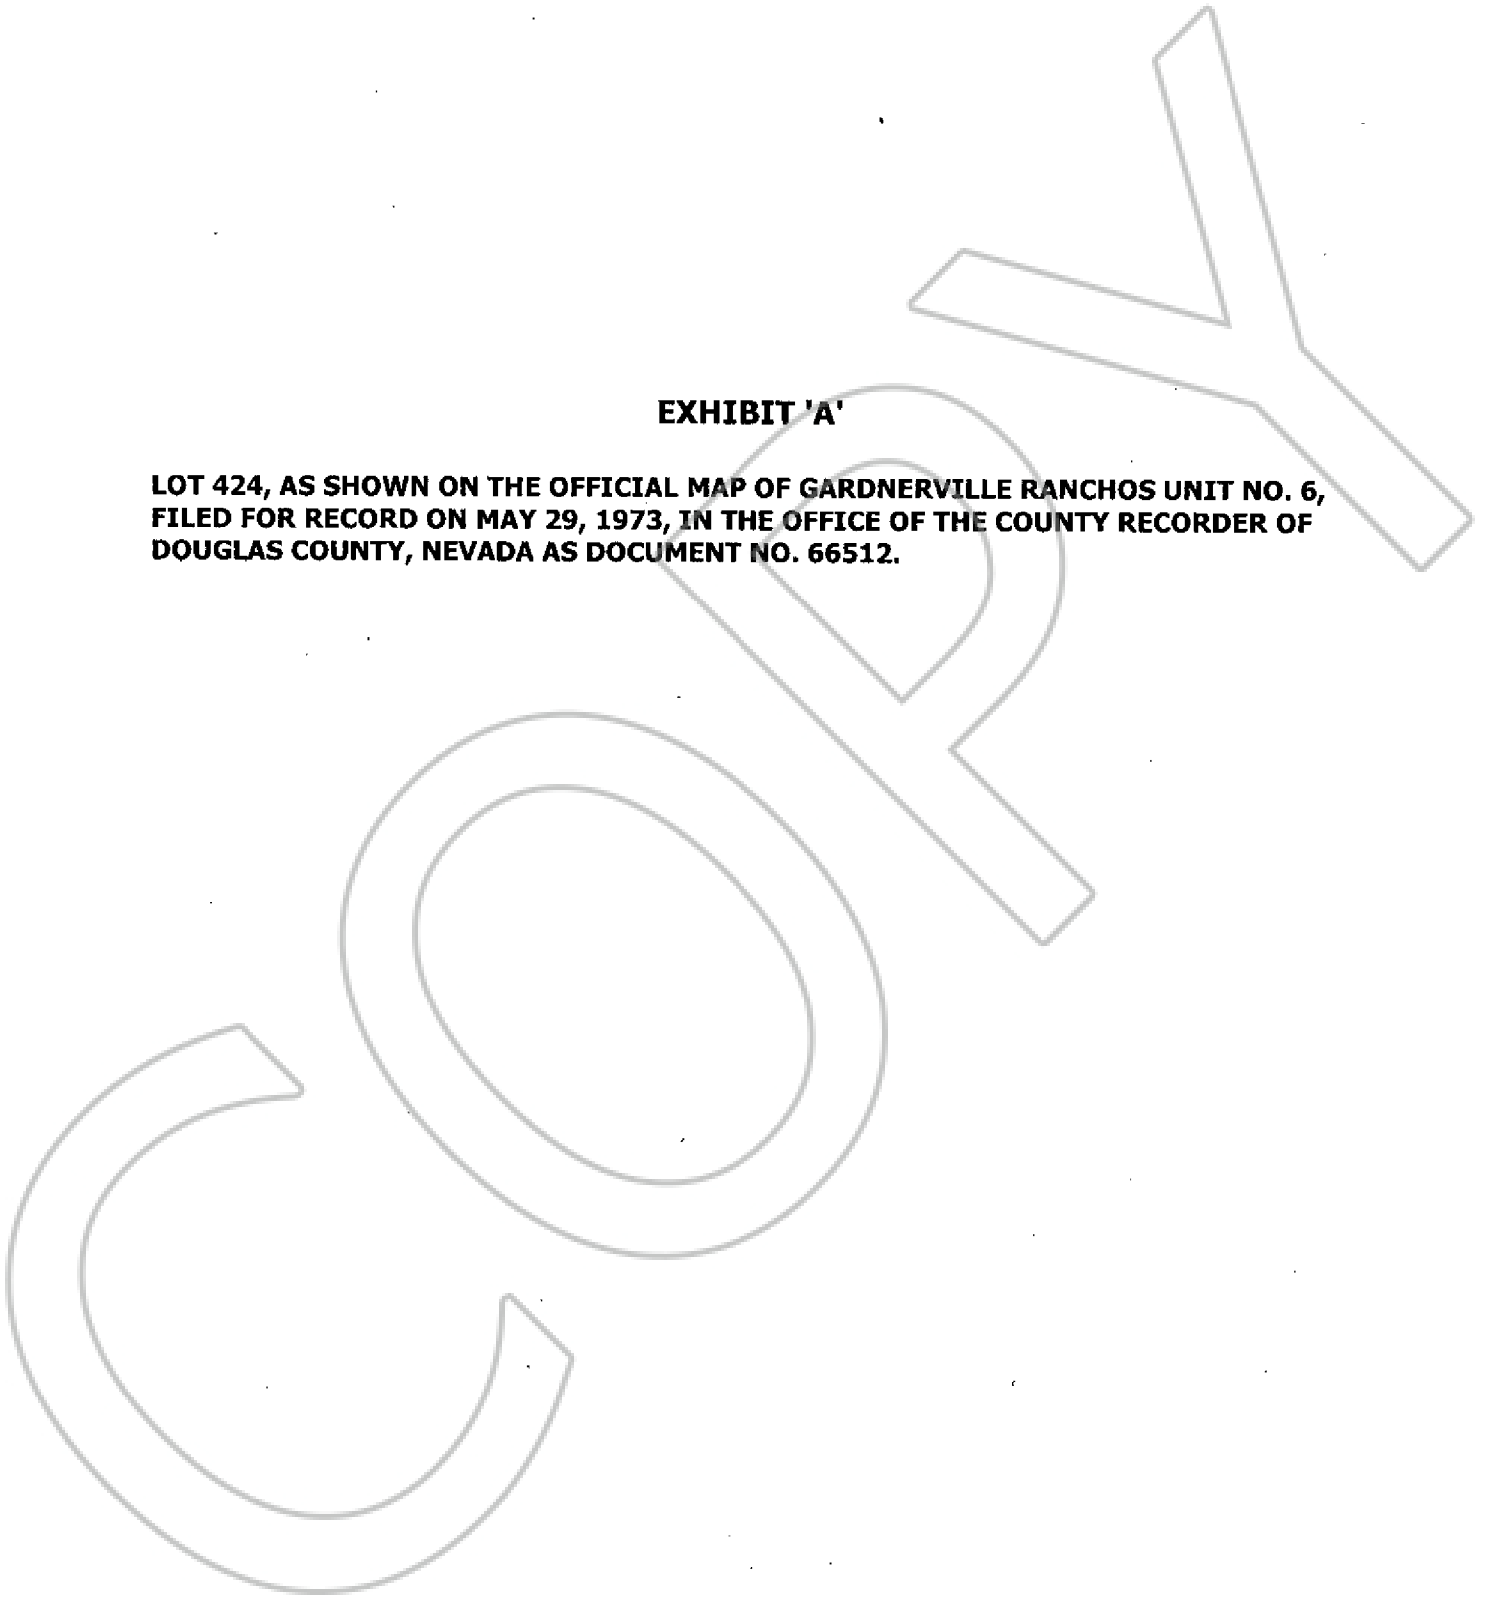 EXHIBIT 'A'
LOT 424, AS SHOWN ON THE OFFICIAL MAP OF GARDNERVILLE RANCHOS UNIT NO. 6,
FILED FOR RECORD ON MAY 29, 1973, IN THE OFFICE OF THE COUNTY RECORDER OF
DOUGLAS COUNTY, NEVADA AS DOCUMENT NO. 66512.
COPY